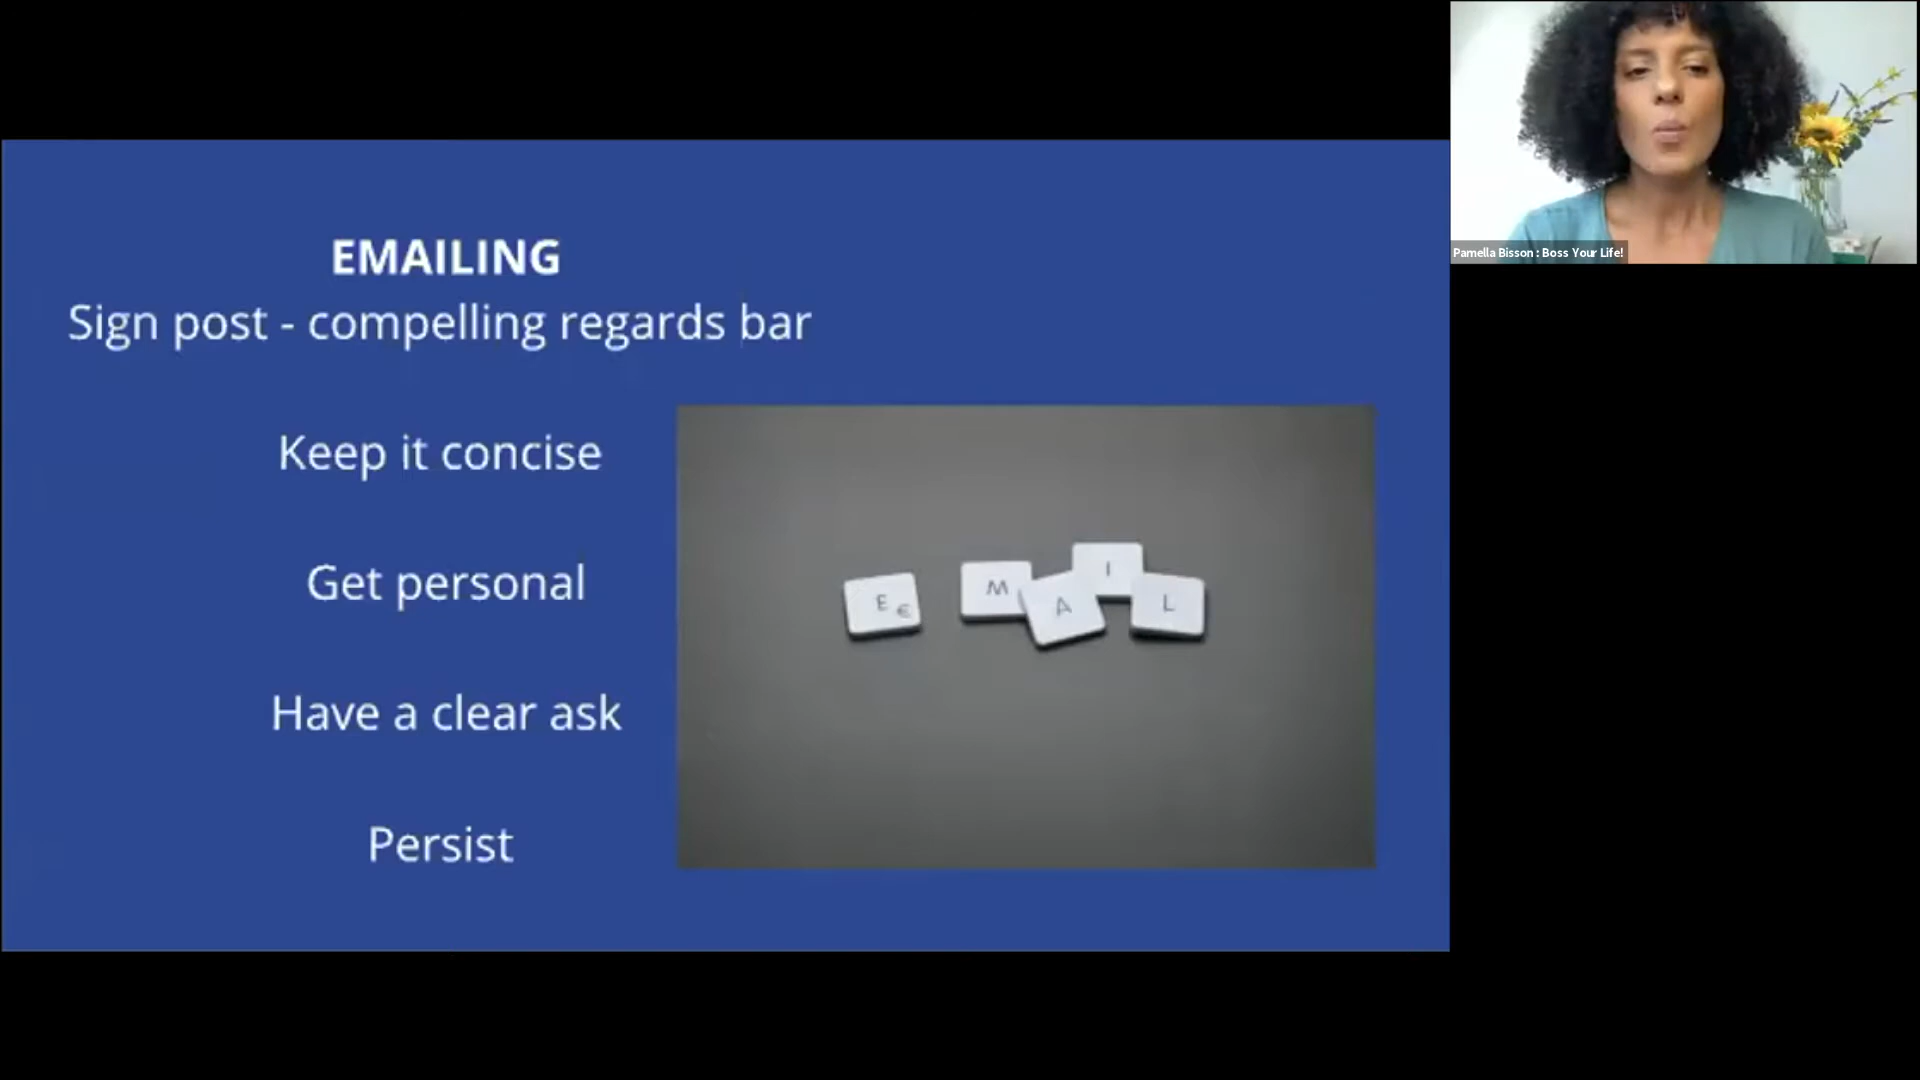 EMAILING
Sign post - compelling regards bar
Keep it concise
Get personal
Have a clear ask
Persist
E €
M
A
I
L
Pamella Bisson : Boss Your Life!